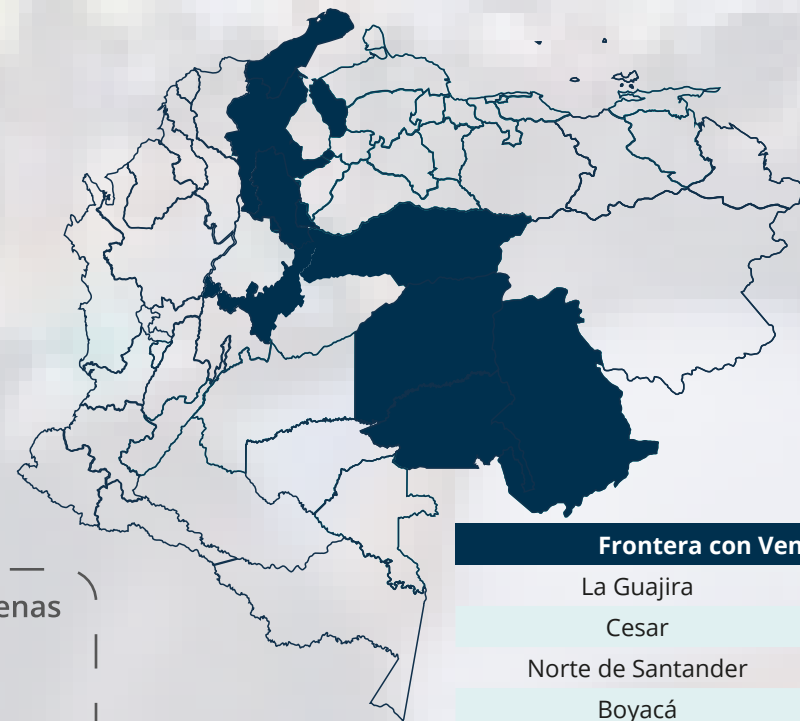 Frontera con Ven
La Guajira
Cesar
Norte de Santander
Boyacá
enas